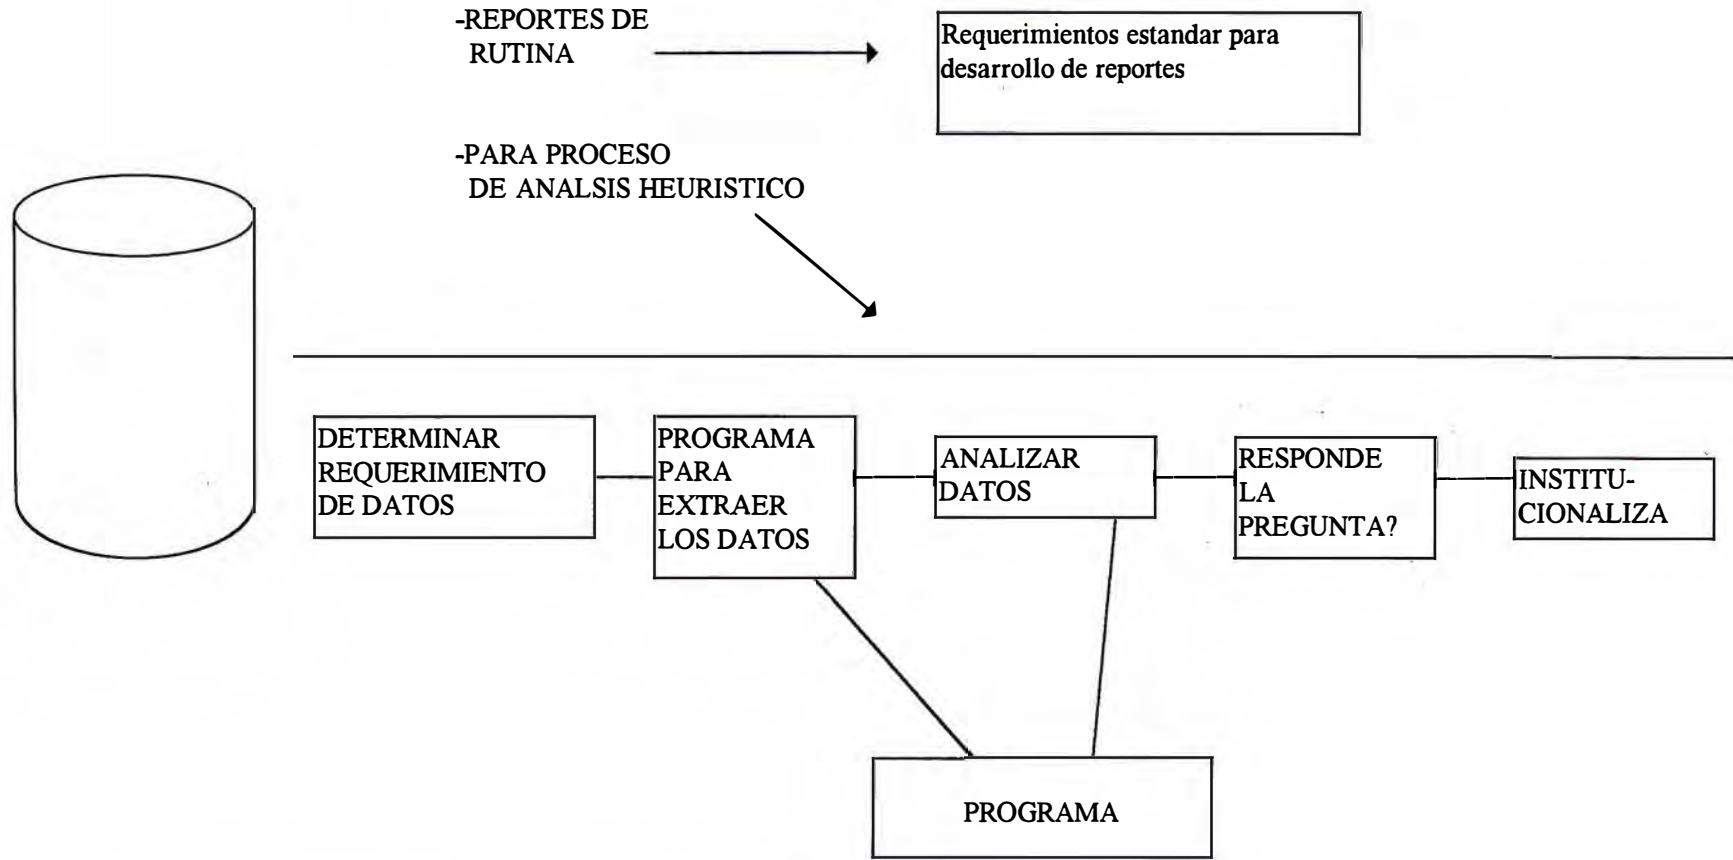 -REPORTES DE
RUTINA
Requerimientos estandar para
desarrollo de reportes
-PARA PROCESO
DE ANALSIS HEURISTICO
DETERMINAR
REQUERIMIENTO
DE DATOS
PROGRAMA
PARA
EXTRAER
LOS DATOS
ANALIZAR
DATOS
RESPONDE
LA
PREGUNTA?
INSTITU-
CIONALIZA
PROGRAMA